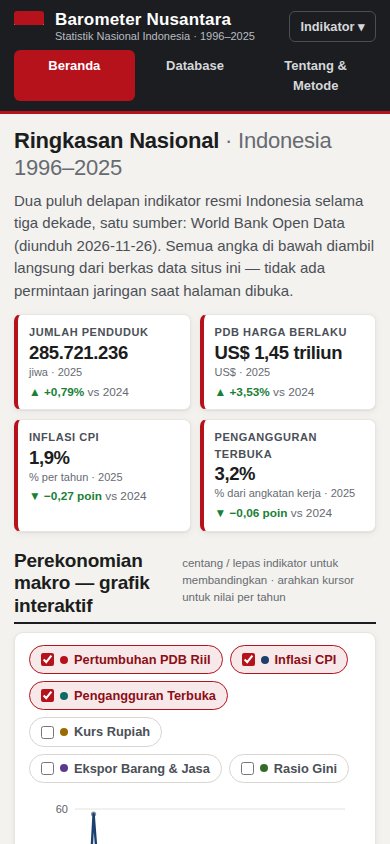 Barometer Nusantara
Statistik Nasional Indonesia · 1996–2025
Indikator ▾
Beranda
Database
Tentang &
Metode
Ringkasan Nasional · Indonesia
1996–2025
Dua puluh delapan indikator resmi Indonesia selama
tiga dekade, satu sumber: World Bank Open Data
(diunduh 2026-11-26). Semua angka di bawah diambil
langsung dari berkas data situs ini — tidak ada
permintaan jaringan saat halaman dibuka.
JUMLAH PENDUDUK
285.721.236
jiwa · 2025
▲ +0,79% vs 2024
PDB HARGA BERLAKU
US$ 1,45 triliun
US$ · 2025
▲ +3,53% vs 2024
INFLASI CPI
1,9%
% per tahun · 2025
▼ −0,27 poin vs 2024
PENGANGGURAN
TERBUKA
3,2%
% dari angkatan kerja · 2025
▼ −0,06 poin vs 2024
Perekonomian
makro — grafik
interaktif
centang / lepas indikator untuk
membandingkan · arahkan kursor
untuk nilai per tahun
Pertumbuhan PDB Riil
Inflasi CPI
Pengangguran Terbuka
Kurs Rupiah
Ekspor Barang & Jasa
Rasio Gini
60